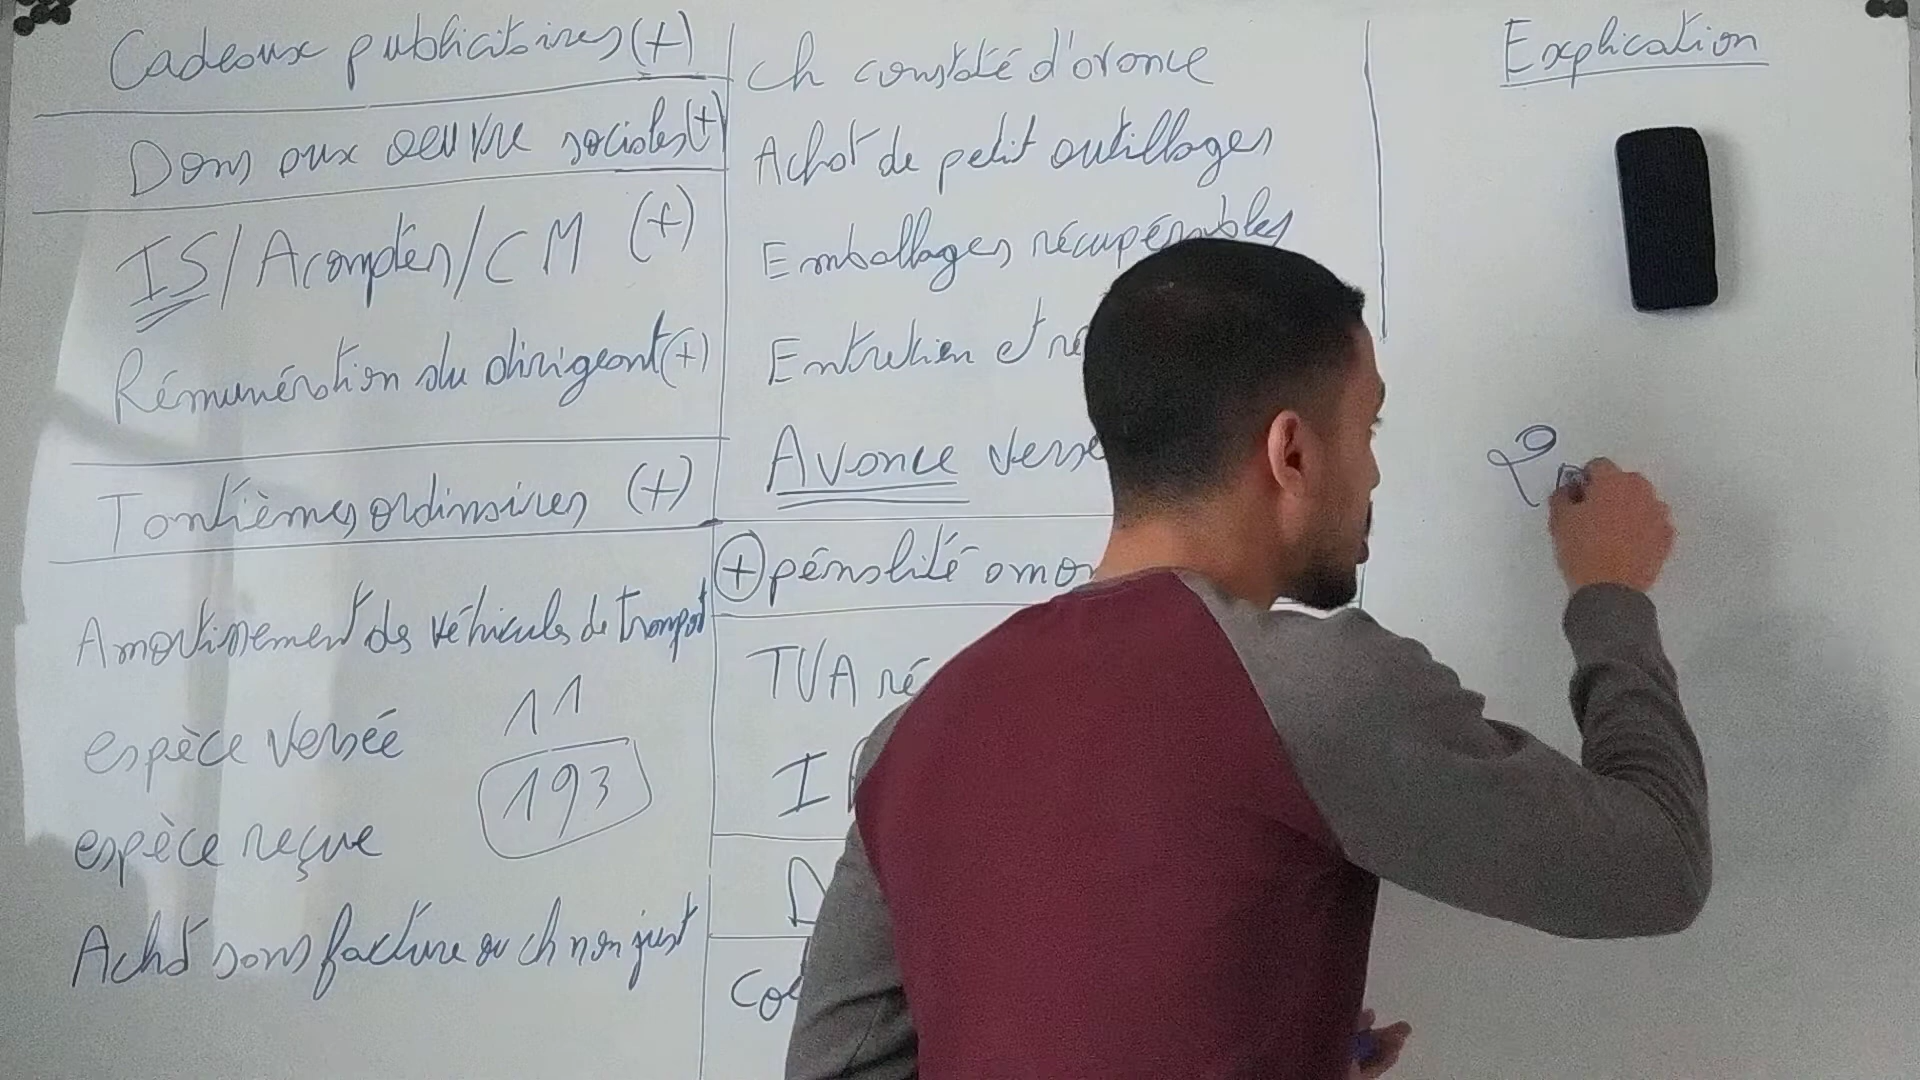 Cadeaux publicitaires (+)
Dons aux oeuvre sociales (+)
IS / Acomptes / CM (+)
Rémunération du dirigeant (+)
Tantièmes ordinaires (+)
Amortissement des véhicules de transport
espèce versée 11
193
espèce reçue
Achat sans facture ou ch non just
ch constaté d'avance
Achat de petit outillages
Emballages récupérables
Entretien et ré
Avance versé
+ pénalité
TVA ré
I
Explication